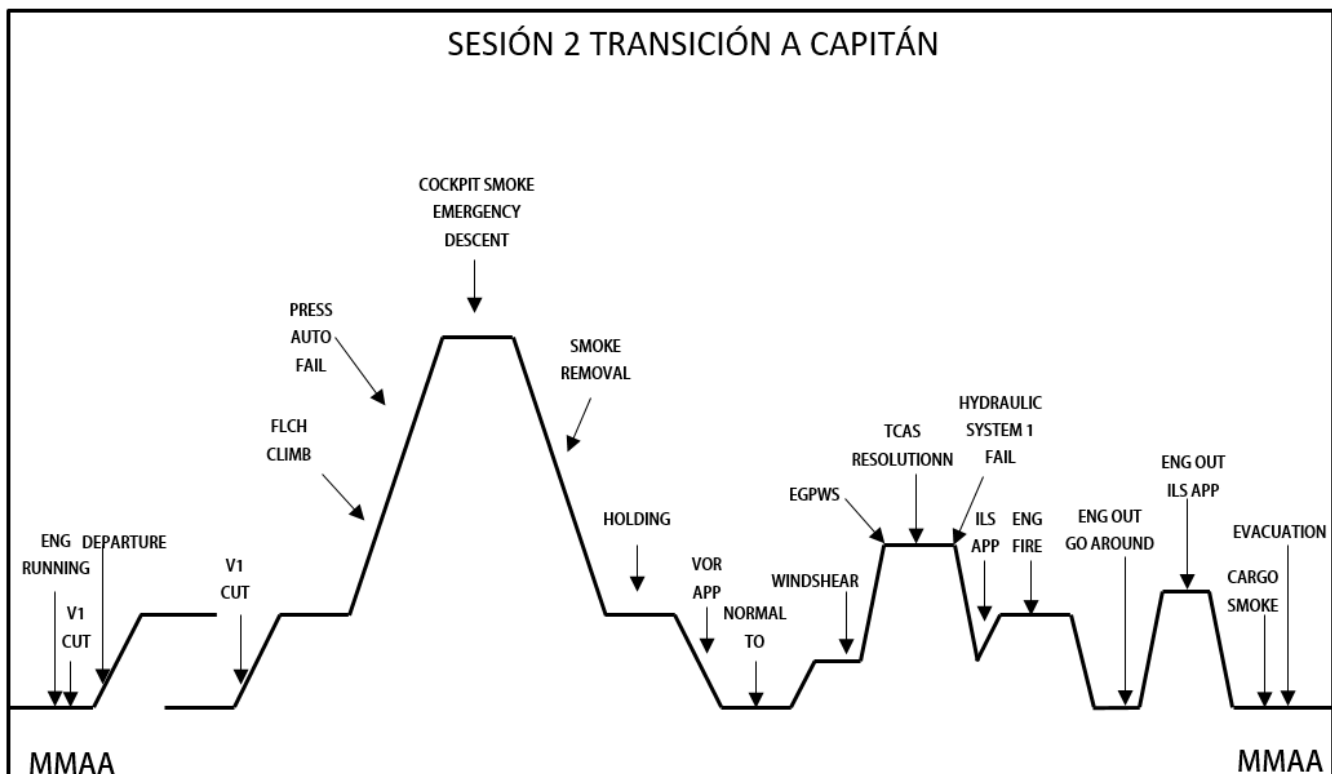 SESIÓN 2 TRANSICIÓN A CAPITÁN
COCKPIT SMOKE
EMERGENCY
DESCENT
PRESS
AUTO
FAIL
SMOKE
REMOVAL
FLCH
CLIMB
HYDRAULIC
SYSTEM 1
FAIL
TCAS
RESOLUTIONN
EGPWS
ENG OUT
ILS APP
ENG
RUNNING
DEPARTURE
V1
CUT
V1
CUT
HOLDING
VOR
APP
NORMAL
TO
WINDSHEAR
ILS
APP
ENG
FIRE
ENG OUT
GO AROUND
EVACUATION
CARGO
SMOKE
MMAA
MMAA